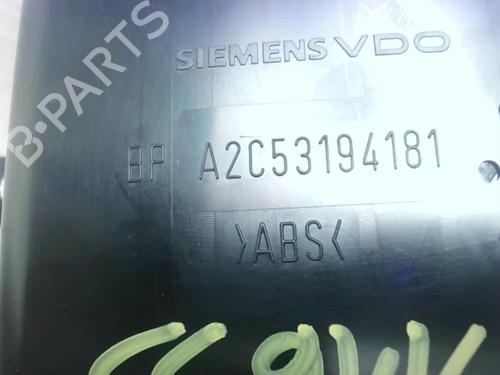 SIEMENS VDO
B-PARTS
BP A2C53194181
>ABS<